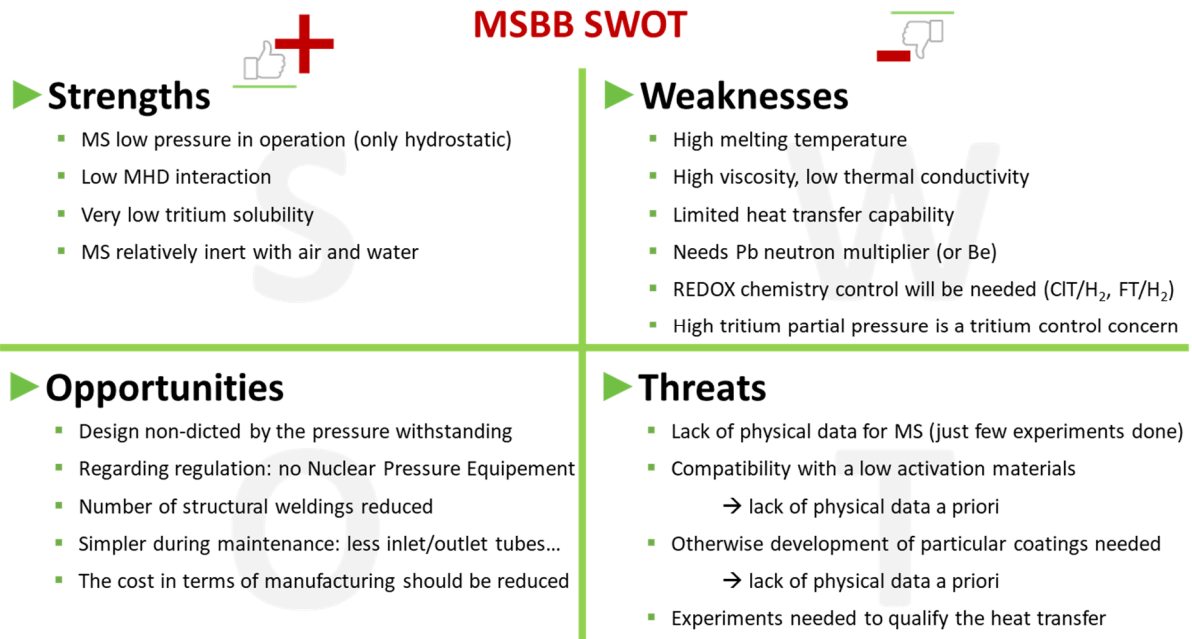 MSBB SWOT
Strengths
MS low pressure in operation (only hydrostatic)
Low MHD interaction
Very low tritium solubility
MS relatively inert with air and water
S
Weaknesses
High melting temperature
High viscosity, low thermal conductivity
Limited heat transfer capability
Needs Pb neutron multiplier (or Be)
REDOX chemistry control will be needed (ClT/H₂, FT/H₂)
High tritium partial pressure is a tritium control concern
W
Opportunities
Design non-dicted by the pressure withstanding
Regarding regulation: no Nuclear Pressure Equipement
Number of structural weldings reduced
Simpler during maintenance: less inlet/outlet tubes...
The cost in terms of manufacturing should be reduced
O
Threats
Lack of physical data for MS (just few experiments done)
Compatibility with a low activation materials
→ lack of physical data a priori
Otherwise development of particular coatings needed
→ lack of physical data a priori
Experiments needed to qualify the heat transfer
T